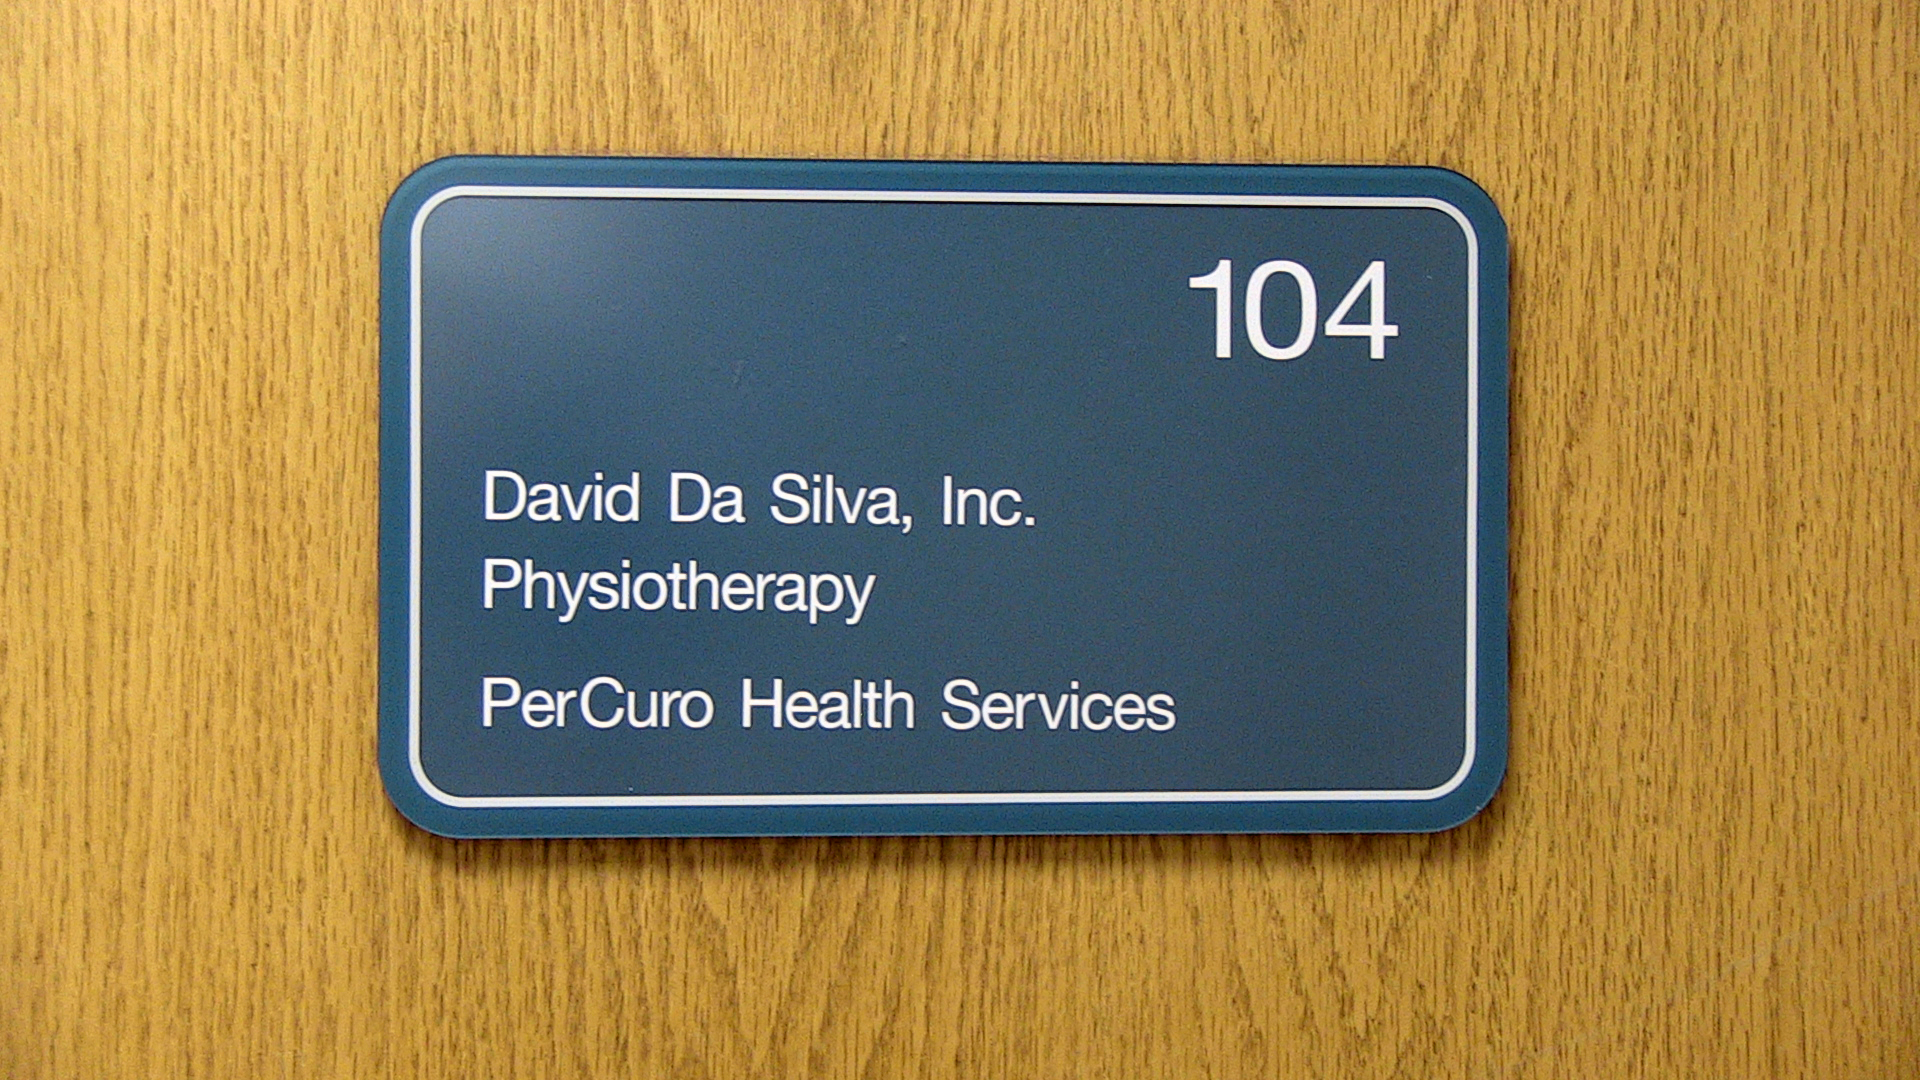 104
David Da Silva, Inc.
Physiotherapy
PerCuro Health Services